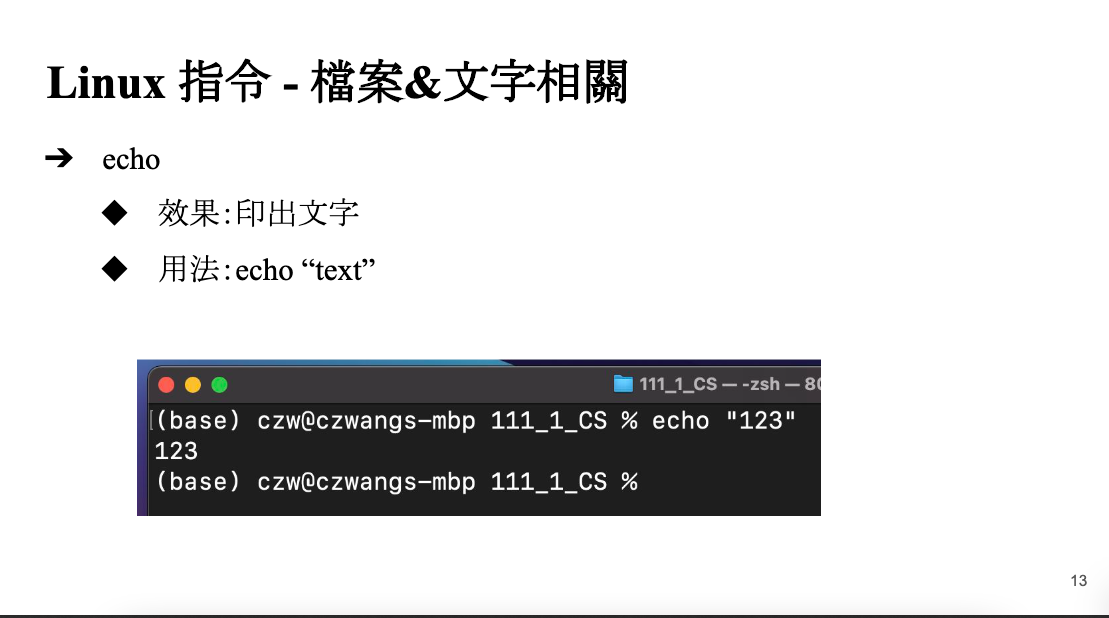 Linux 指令 - 檔案&文字相關
➔ echo
◆ 效果:印出文字
◆ 用法:echo “text”
111_1_CS — -zsh — 80
(base) czw@czwangs-mbp 111_1_CS % echo "123"
123
(base) czw@czwangs-mbp 111_1_CS %
13